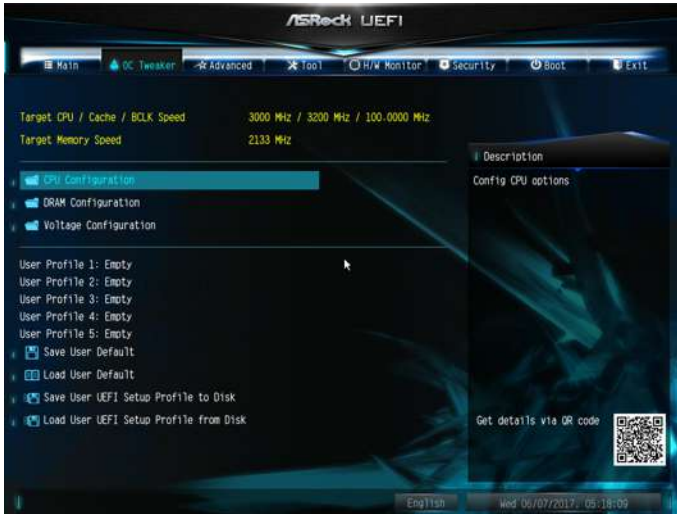 ASRock UEFI
Main OC Tweaker Advanced Tool H/W Monitor Security Boot Exit
Target CPU / Cache / BCLK Speed 3000 MHz / 3200 MHz / 100.0000 MHz
Target Memory Speed 2133 MHz
Description
CPU Configuration
Config CPU options
DRAM Configuration
Voltage Configuration
User Profile 1: Empty
User Profile 2: Empty
User Profile 3: Empty
User Profile 4: Empty
User Profile 5: Empty
Save User Default
Load User Default
Save User UEFI Setup Profile to Disk
Load User UEFI Setup Profile from Disk
Get details via QR code
English Wed 06/07/2017. 05:18:09